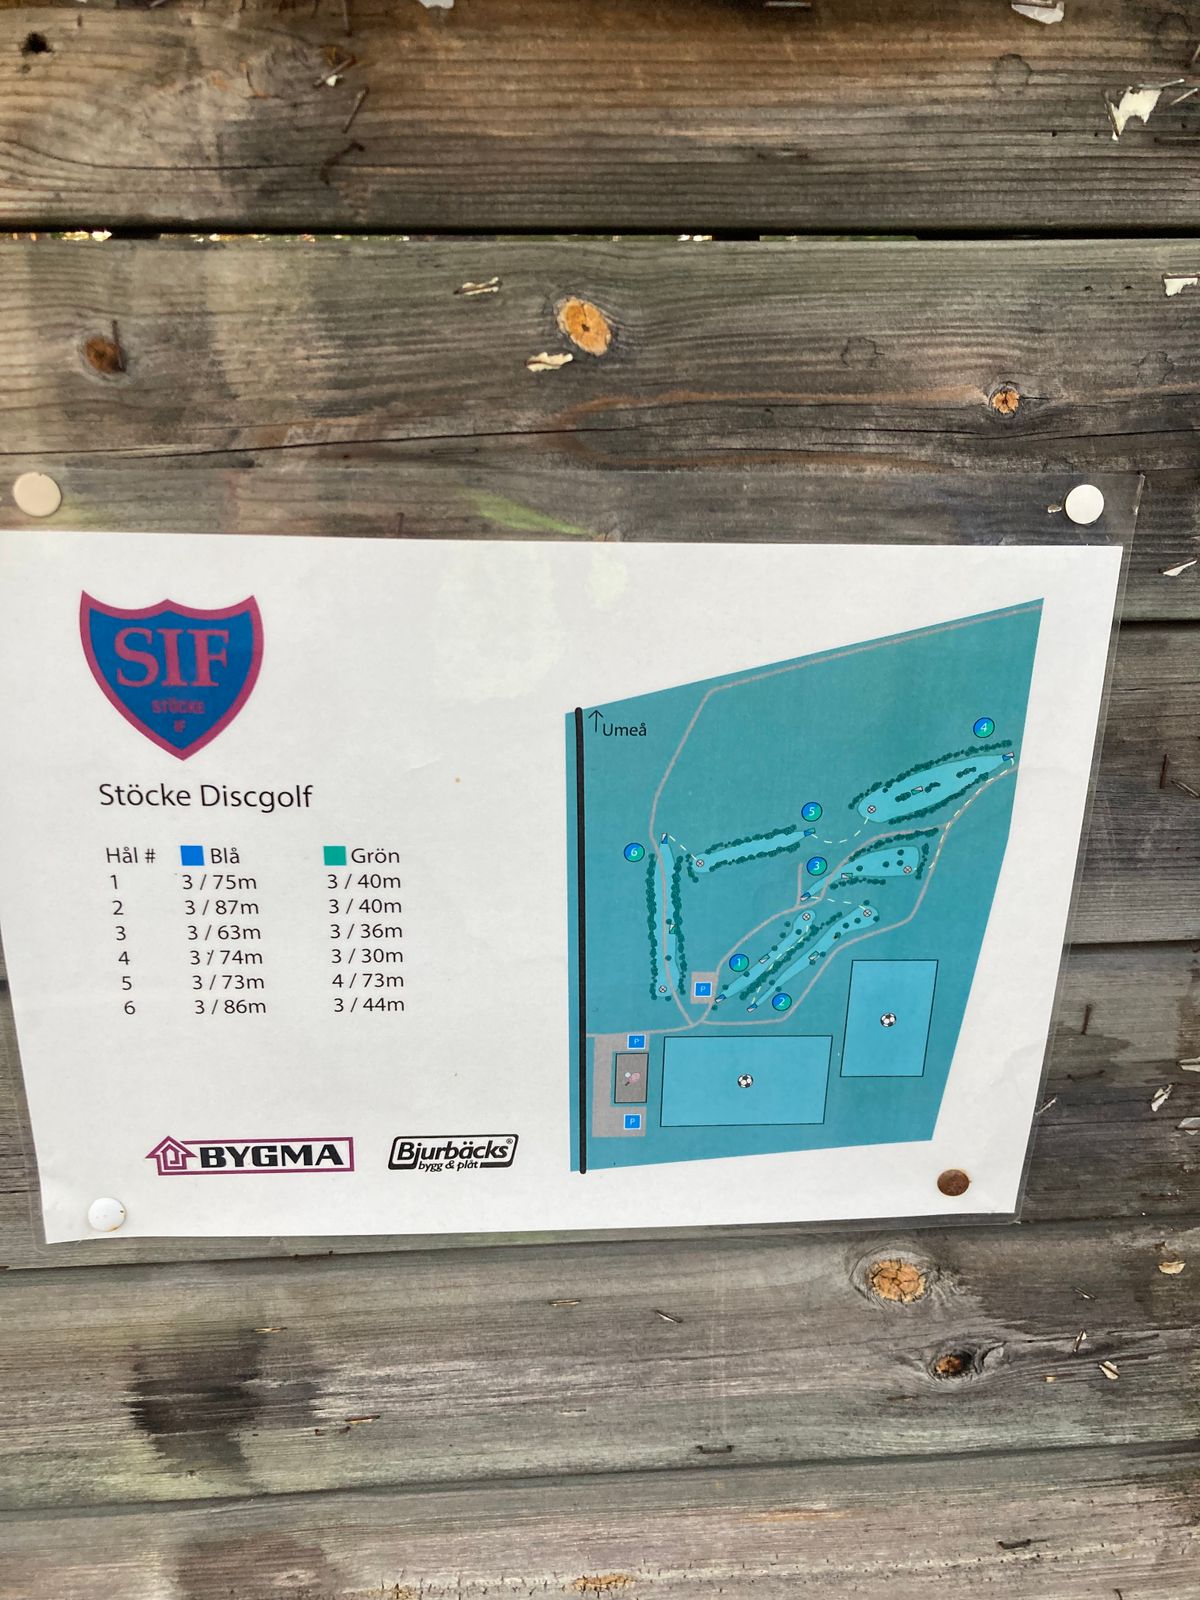 SIF
STÖCKE
IF
Stöcke Discgolf
Hål # Blå Grön
1 3 / 75m 3 / 40m
2 3 / 87m 3 / 40m
3 3 / 63m 3 / 36m
4 3 / 74m 3 / 30m
5 3 / 73m 4 / 73m
6 3 / 86m 3 / 44m
BYGMA
Bjurbäcks®
bygg & plåt
Umeå
4
5
6
3
1
2
P
P
P